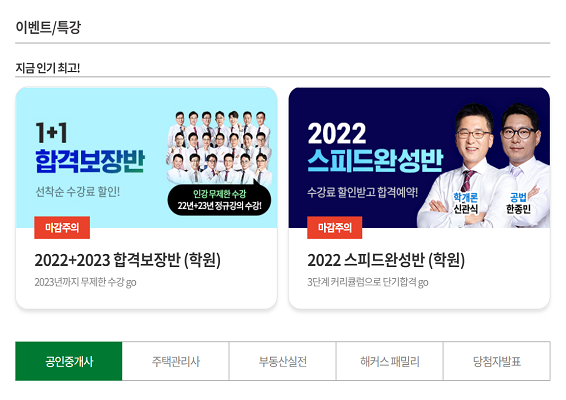 이벤트/특강
지금 인기 최고!
1+1
합격보장반
선착순 수강료 할인!
인강 무제한 수강
22년+23년 정규강의 수강!
마감주의
2022+2023 합격보장반 (학원)
2023년까지 무제한 수강 go
2022
스피드완성반
수강료 할인받고 합격예약!
학개론
신관식
공법
한종민
마감주의
2022 스피드완성반 (학원)
3단계 커리큘럼으로 단기합격 go
공인중개사
주택관리사
부동산실전
해커스 패밀리
당첨자발표